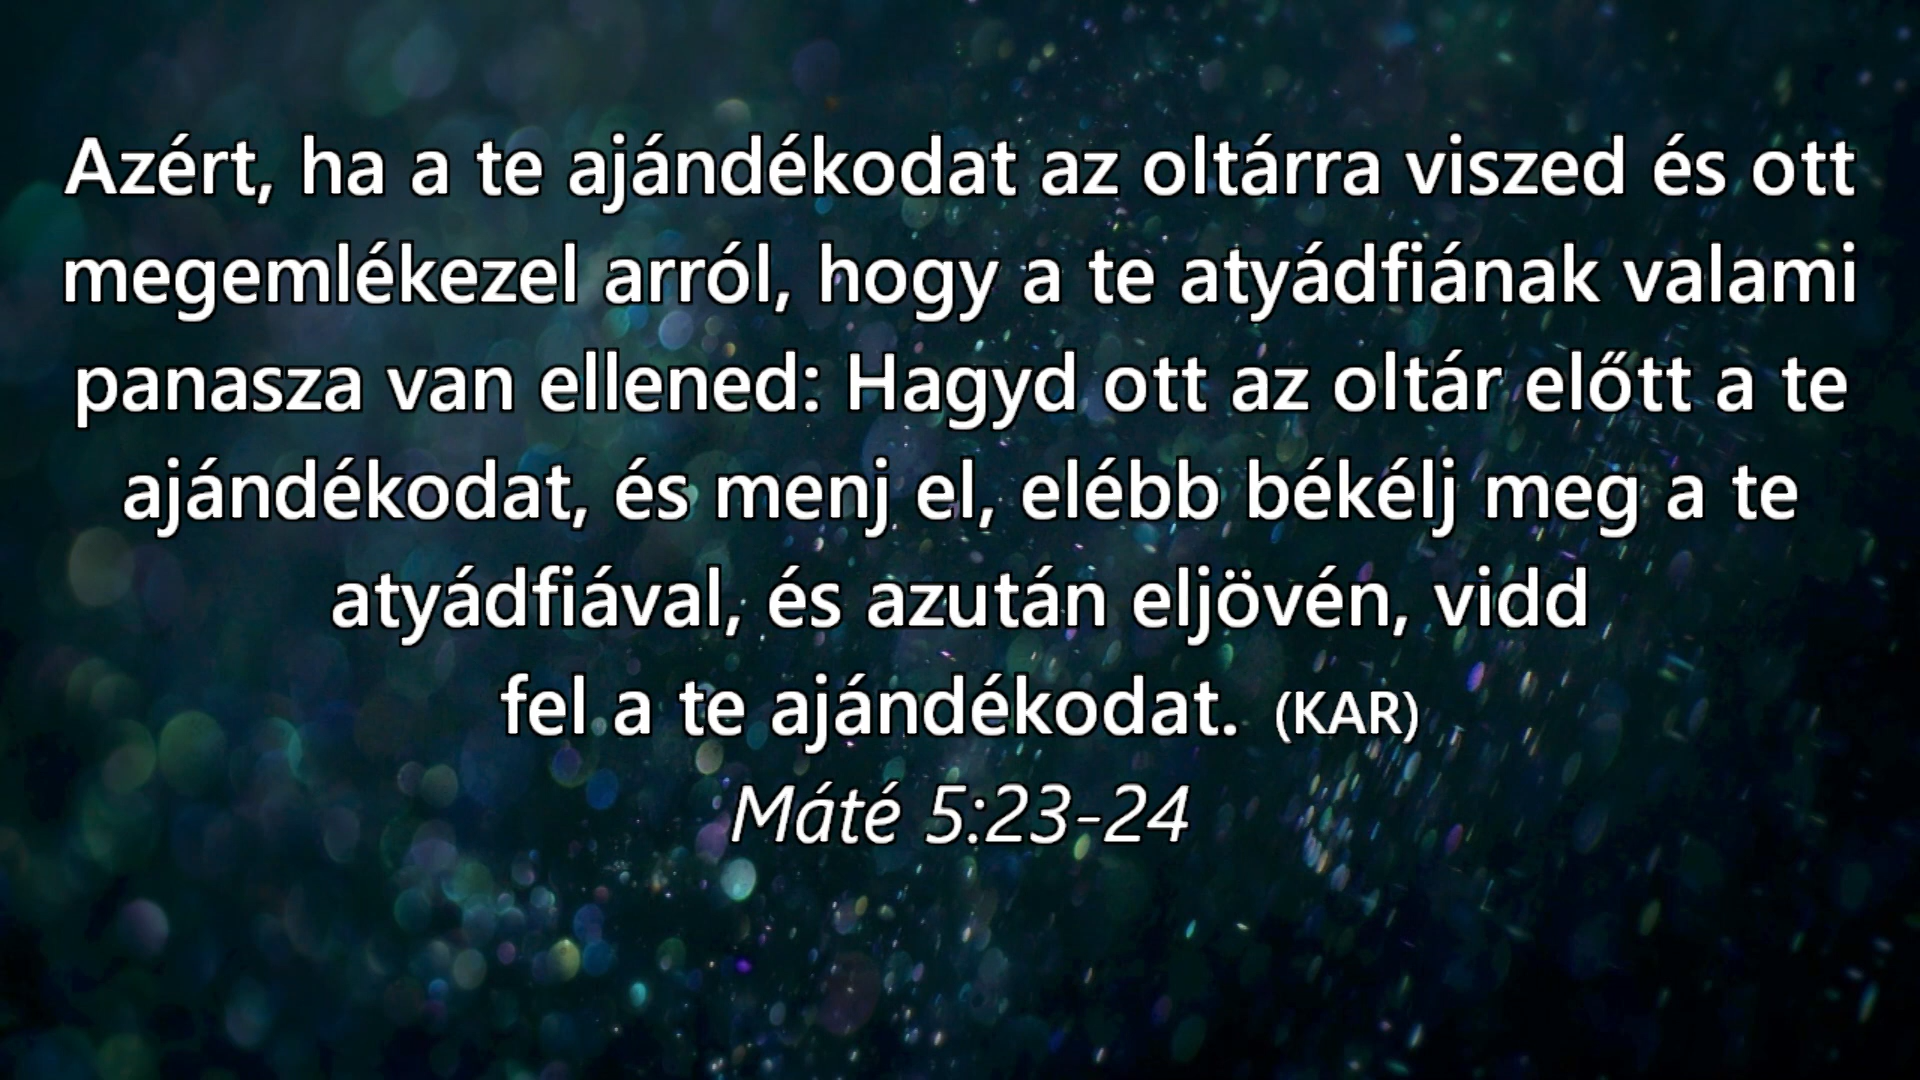 Azért, ha a te ajándékodat az oltárra viszed és ott
megemlékezel arról, hogy a te atyádfiának valami
panasza van ellened: Hagyd ott az oltár előtt a te
ajándékodat, és menj el, elébb békélj meg a te
atyádfiával, és azután eljövén, vidd
fel a te ajándékodat. (KAR)
Máté 5:23-24